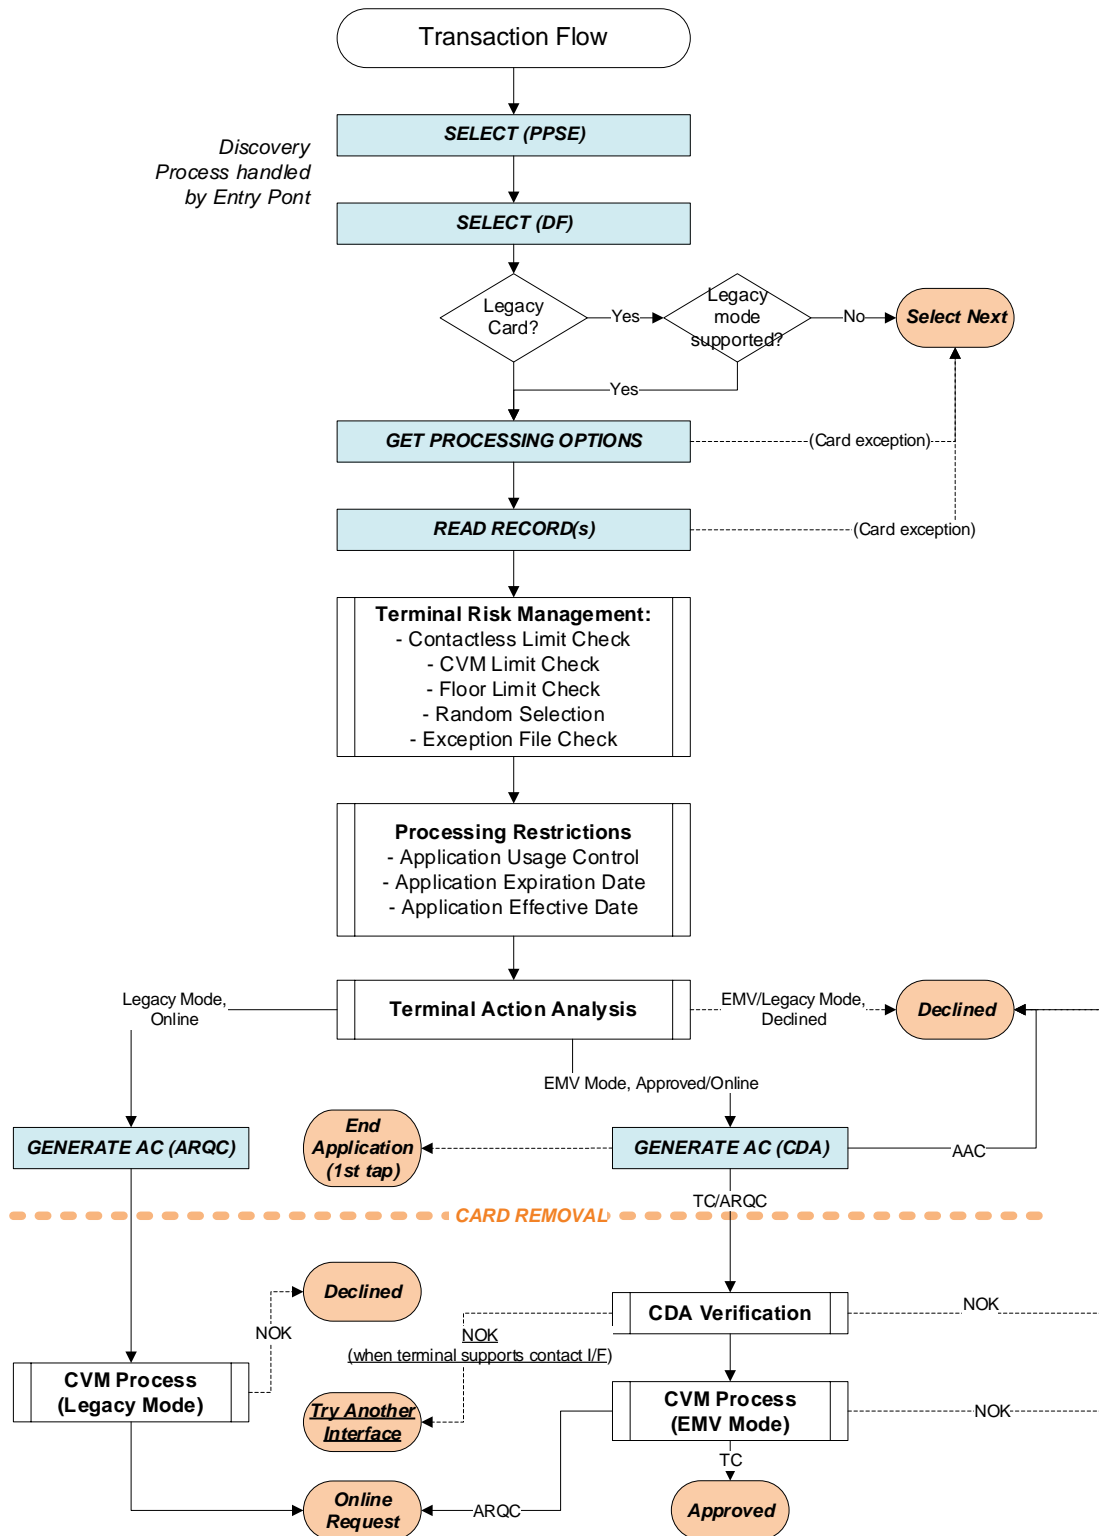 Transaction Flow
SELECT (PPSE)
Discovery
Process handled
by Entry Pont
SELECT (DF)
Legacy
Card?
Yes
Legacy
mode
supported?
No
Select Next
Yes
GET PROCESSING OPTIONS
(Card exception)
READ RECORD(s)
(Card exception)
Terminal Risk Management:
- Contactless Limit Check
- CVM Limit Check
- Floor Limit Check
- Random Selection
- Exception File Check
Processing Restrictions
- Application Usage Control
- Application Expiration Date
- Application Effective Date
Legacy Mode,
Online
Terminal Action Analysis
EMV/Legacy Mode,
Declined
Declined
EMV Mode, Approved/Online
GENERATE AC (ARQC)
End
Application
(1st tap)
GENERATE AC (CDA)
AAC
TC/ARQC
CARD REMOVAL
Declined
NOK
CDA Verification
NOK
NOK
(when terminal supports contact I/F)
CVM Process
(Legacy Mode)
Try Another
Interface
CVM Process
(EMV Mode)
NOK
TC
Online
Request
ARQC
Approved